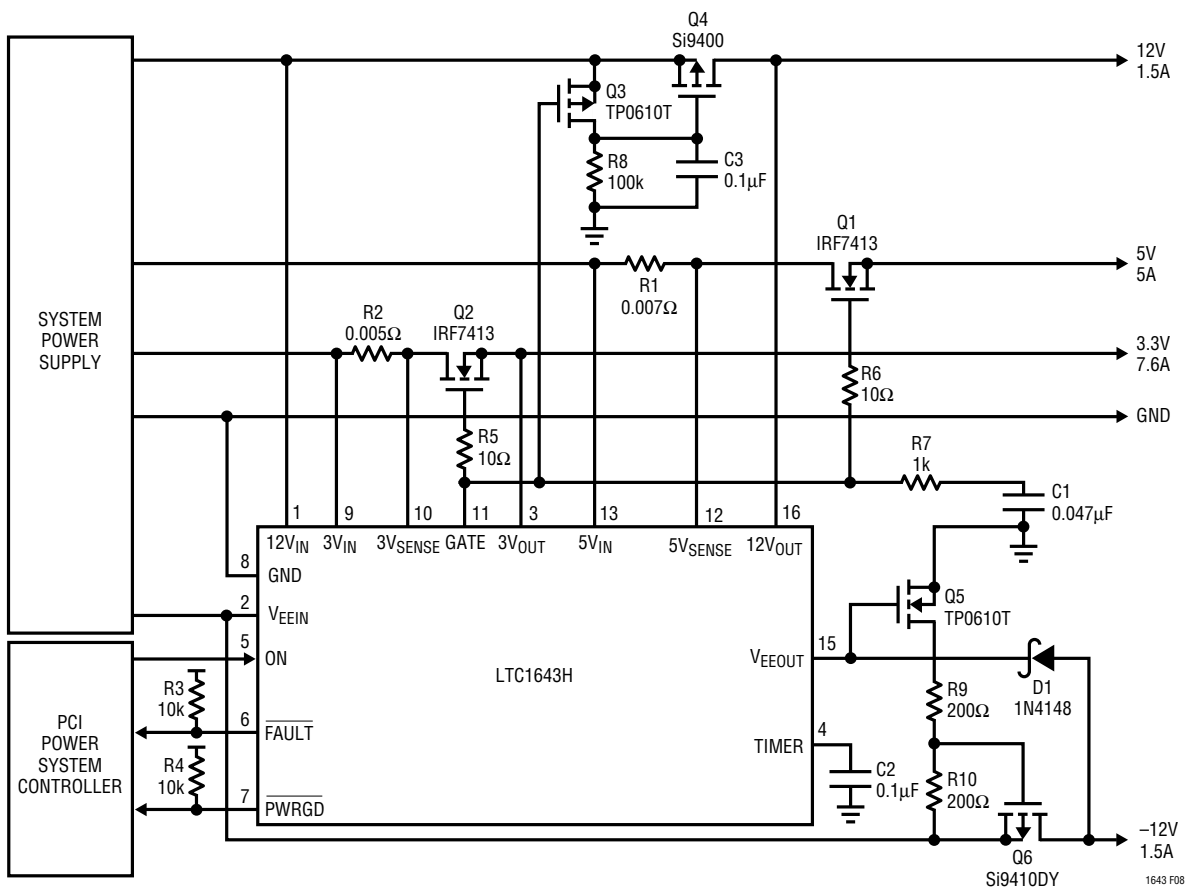 Q4
Si9400
12V
1.5A
Q3
TP0610T
R8
100k
C3
0.1µF
Q1
IRF7413
5V
5A
R1
0.007Ω
SYSTEM
POWER
SUPPLY
R2
0.005Ω
Q2
IRF7413
3.3V
7.6A
R6
10Ω
GND
R5
10Ω
R7
1k
C1
0.047µF
1
9
10
11
3
13
12
16
12VIN
3VIN
3VSENSE
GATE
3VOUT
5VIN
5VSENSE
12VOUT
8
GND
2
VEEIN
5
ON
LTC1643H
15
VEEOUT
Q5
TP0610T
D1
1N4148
R9
200Ω
R3
10k
6
FAULT
PCI
POWER
SYSTEM
CONTROLLER
R4
10k
7
PWRGD
4
TIMER
C2
0.1µF
R10
200Ω
–12V
1.5A
Q6
Si9410DY
1643 F08